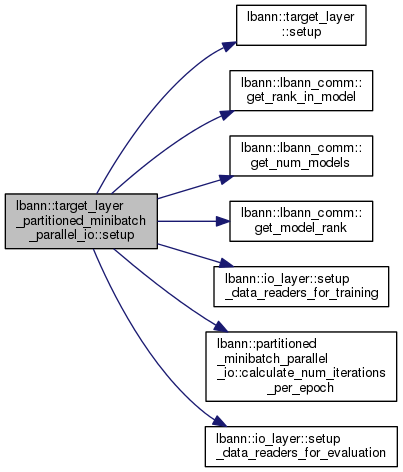 lbann::target_layer
::setup
lbann::lbann_comm::
get_rank_in_model
lbann::lbann_comm::
get_num_models
lbann::target_layer
_partitioned_minibatch
_parallel_io::setup
lbann::lbann_comm::
get_model_rank
lbann::io_layer::setup
_data_readers_for_training
lbann::partitioned
_minibatch_parallel
_io::calculate_num_iterations
_per_epoch
lbann::io_layer::setup
_data_readers_for_evaluation